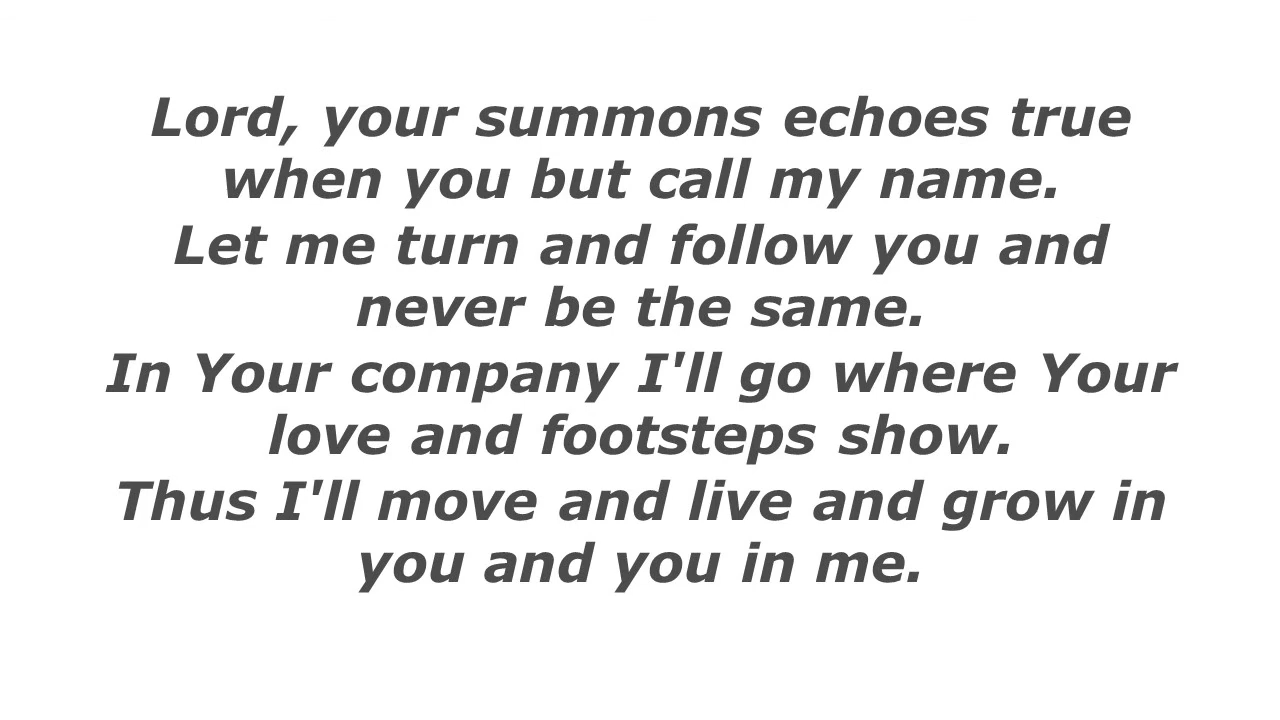 Lord, your summons echoes true
when you but call my name.
Let me turn and follow you and
never be the same.
In Your company I'll go where Your
love and footsteps show.
Thus I'll move and live and grow in
you and you in me.